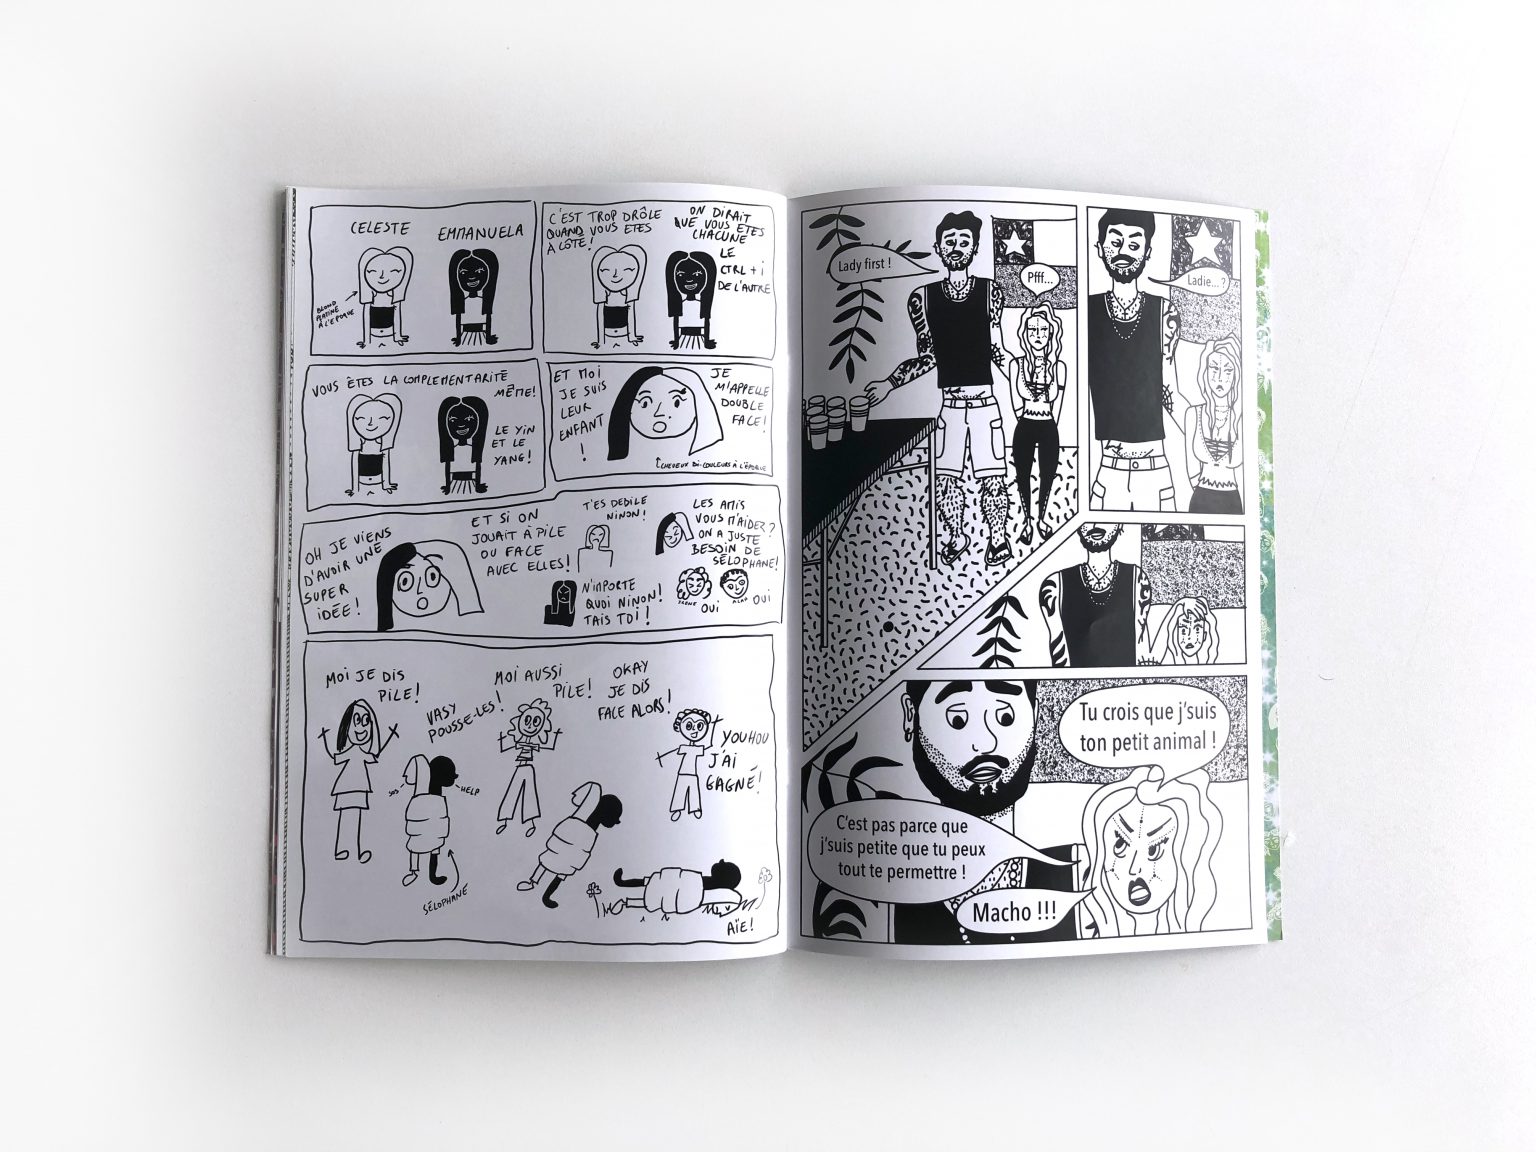 CELESTE
EMMANUELA
BLOND
PLATINE
À L'ÉPOQUE
C'EST TROP DRÔLE
QUAND VOUS ETES
A CÔTÉ !
ON DIRAIT
QUE VOUS ETES
CHACUNE
LE
CTRL + i
DE L'AUTRE
VOUS ÊTES LA COMPLEMENTARITÉ
MÊME !
LE YIN
ET LE
YANG !
ET MOI
JE SUIS
LEUR
ENFANT
!
JE
M'APPELLE
DOUBLE
FACE !
CHEVEUX BI-COULEURS À L'ÉPOQUE
OH JE VIENS
D'AVOIR UNE
SUPER
IDÉE !
ET SI ON
JOUAIT À PILE
OU FACE
AVEC ELLES !
T'ES DEBILE
NINON !
N'IMPORTE
QUOI NINON !
TAIS TOI !
LES AMIS
VOUS M'AIDEZ ?
ON A JUSTE
BESOIN DE
SÉLOPHANE !
OUI
OUI
MOI JE DIS
PILE !
VASY
POUSSE-LES !
MOI AUSSI
PILE !
OKAY
JE DIS
FACE ALORS !
YOUHOU
J'AI
GAGNÉ !
SOS
HELP
SÉLOPHANE
AÏE !
Lady first !
Pfff...
Ladie... ?
Tu crois que j'suis
ton petit animal !
C'est pas parce que
j'suis petite que tu peux
tout te permettre !
Macho !!!